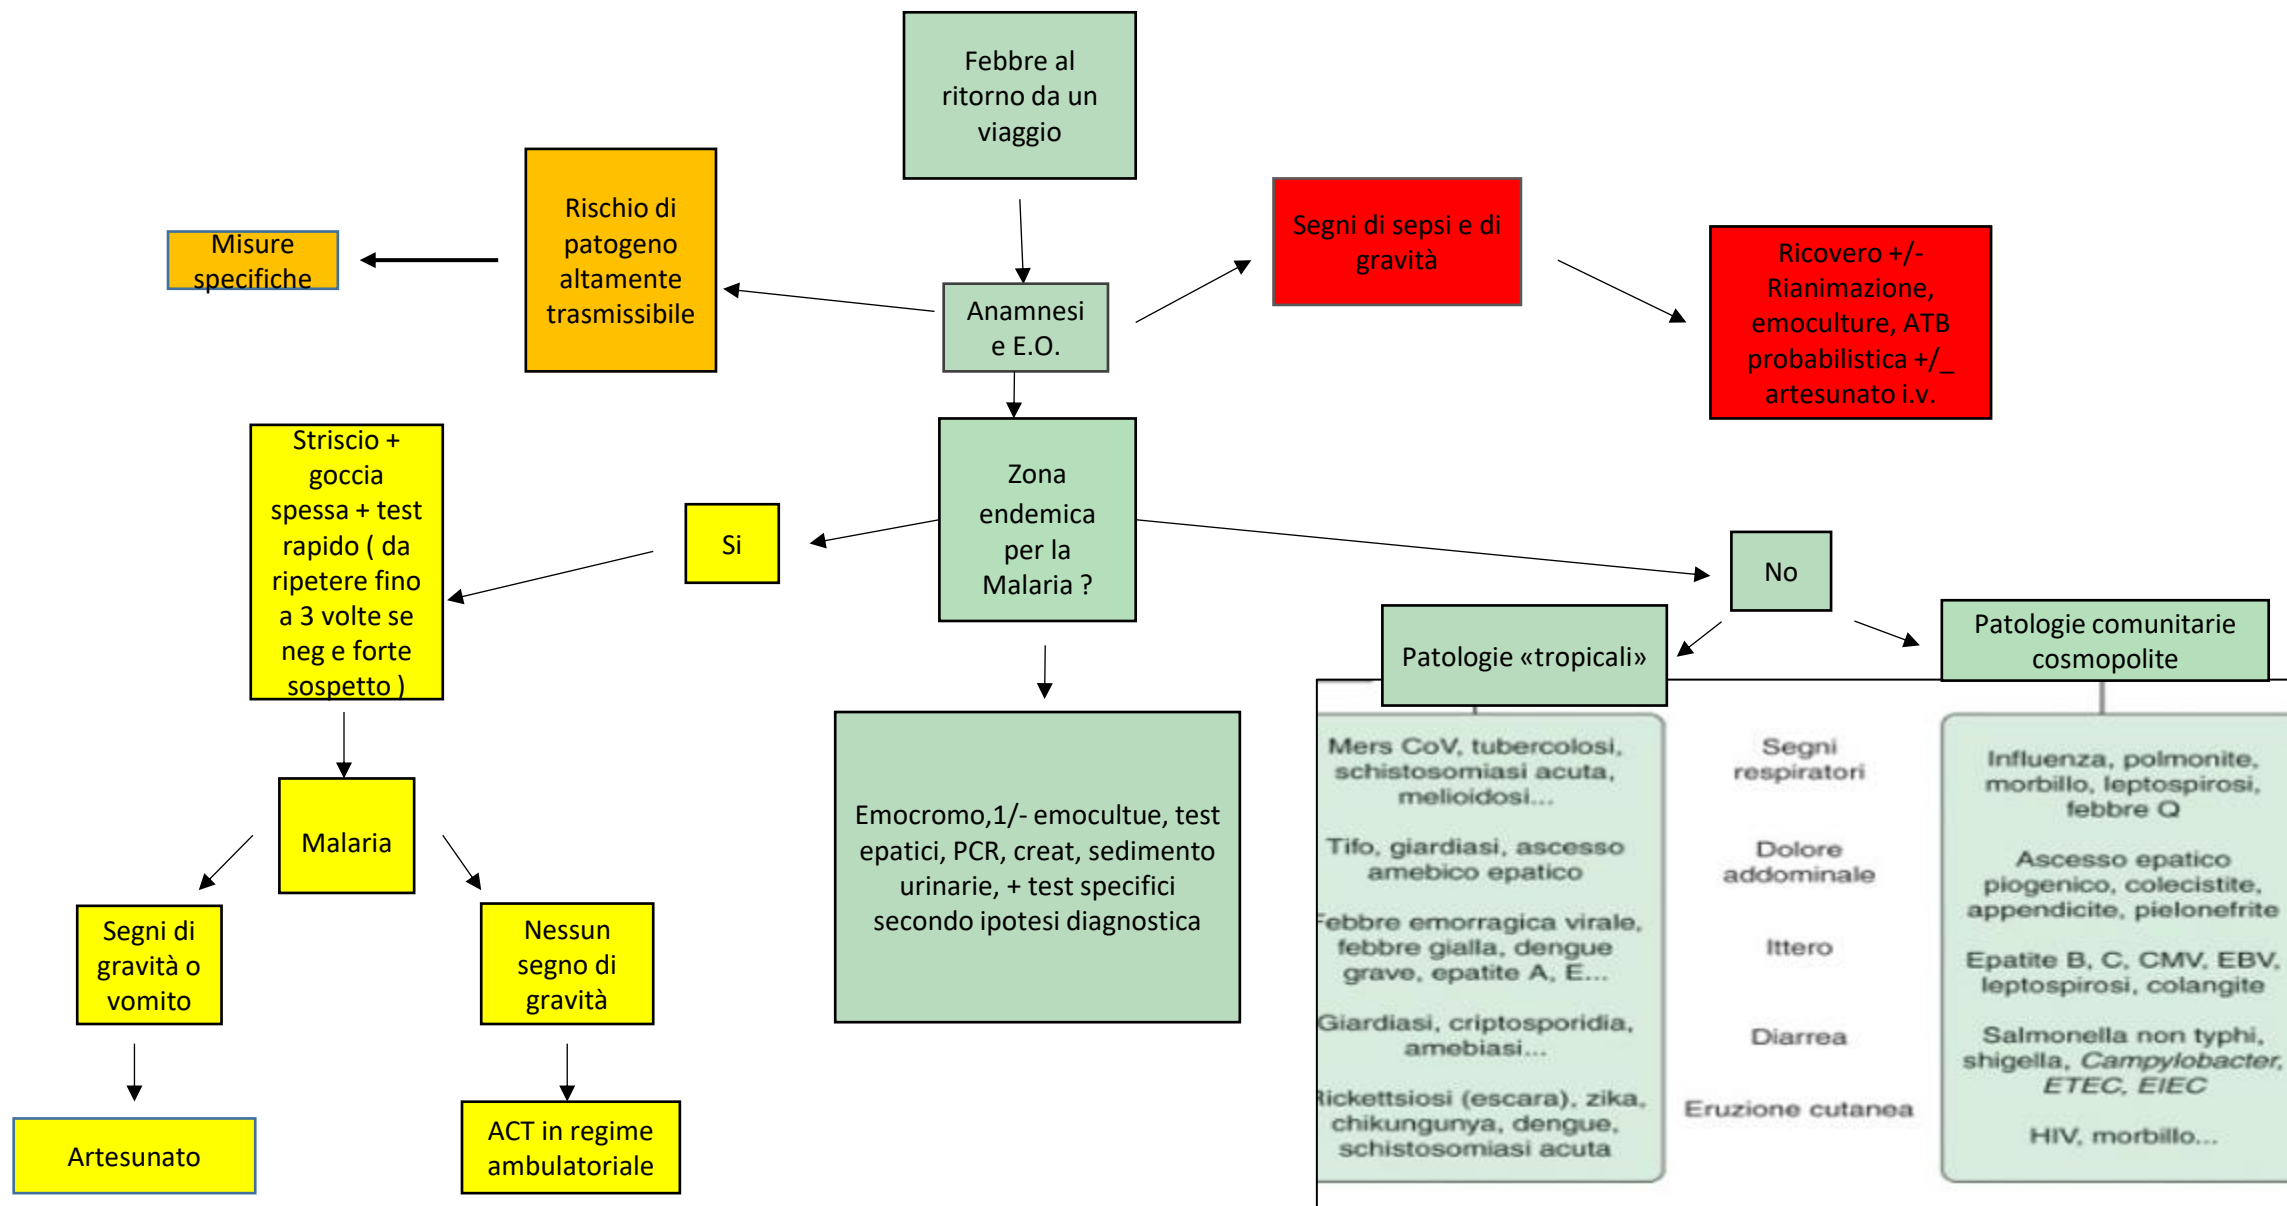 Febbre al
ritorno da un
viaggio
Rischio di
patogeno
altamente
trasmissibile
Misure
specifiche
Anamnesi
e E.O.
Segni di sepsi e di
gravità
Ricovero +/-
Rianimazione,
emoculture, ATB
probabilistica +/_
artesunato i.v.
Zona
endemica
per la
Malaria ?
Si
Striscio +
goccia
spessa + test
rapido ( da
ripetere fino
a 3 volte se
neg e forte
sospetto )
Malaria
Segni di
gravità o
vomito
Artesunato
Nessun
segno di
gravità
ACT in regime
ambulatoriale
Emocromo,1/- emocultue, test
epatici, PCR, creat, sedimento
urinarie, + test specifici
secondo ipotesi diagnostica
No
Patologie «tropicali»
Patologie comunitarie
cosmopolite
Mers CoV, tubercolosi,
schistosomiasi acuta,
melioidosi...
Segni
respiratori
Influenza, polmonite,
morbillo, leptospirosi,
febbre Q
Tifo, giardiasi, ascesso
amebico epatico
Dolore
addominale
Ascesso epatico
piogenico, colecistite,
appendicite, pielonefrite
Febbre emorragica virale,
febbre gialla, dengue
grave, epatite A, E...
Ittero
Epatite B, C, CMV, EBV,
leptospirosi, colangite
Giardiasi, criptosporidia,
amebiasi...
Diarrea
Salmonella non typhi,
shigella, Campylobacter,
ETEC, EIEC
Rickettsiosi (escara), zika,
chikungunya, dengue,
schistosomiasi acuta
Eruzione cutanea
HIV, morbillo...